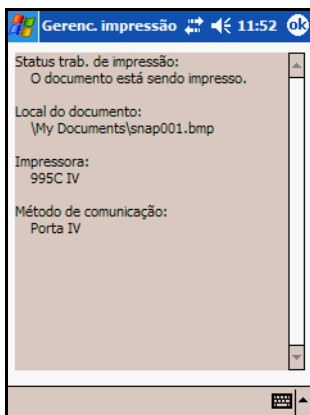 Gerenc. impressão 11:52 ok
Status trab. de impressão:
O documento está sendo impresso.
Local do documento:
\My Documents\snap001.bmp
Impressora:
995C IV
Método de comunicação:
Porta IV